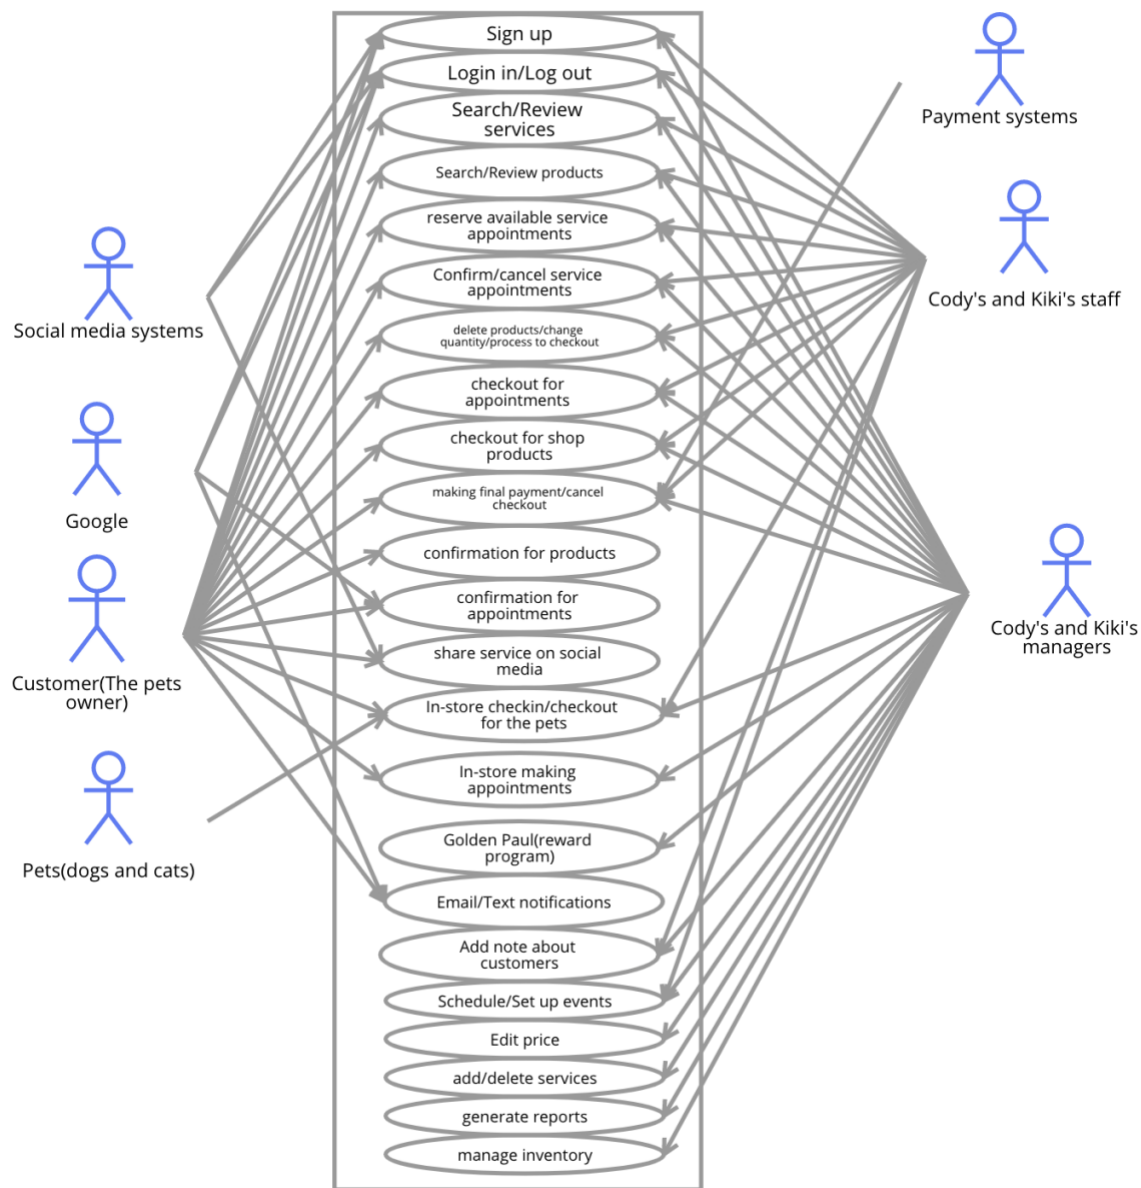 Sign up
Login in/Log out
Search/Review
services
Search/Review products
reserve available service
appointments
Confirm/cancel service
appointments
delete products/change
quantity/process to checkout
checkout for
appointments
checkout for shop
products
making final payment/cancel
checkout
confirmation for products
confirmation for
appointments
share service on social
media
In-store checkin/checkout
for the pets
In-store making
appointments
Golden Paul(reward
program)
Email/Text notifications
Add note about
customers
Schedule/Set up events
Edit price
add/delete services
generate reports
manage inventory
Social media systems
Google
Customer(The pets
owner)
Pets(dogs and cats)
Payment systems
Cody's and Kiki's staff
Cody's and Kiki's
managers